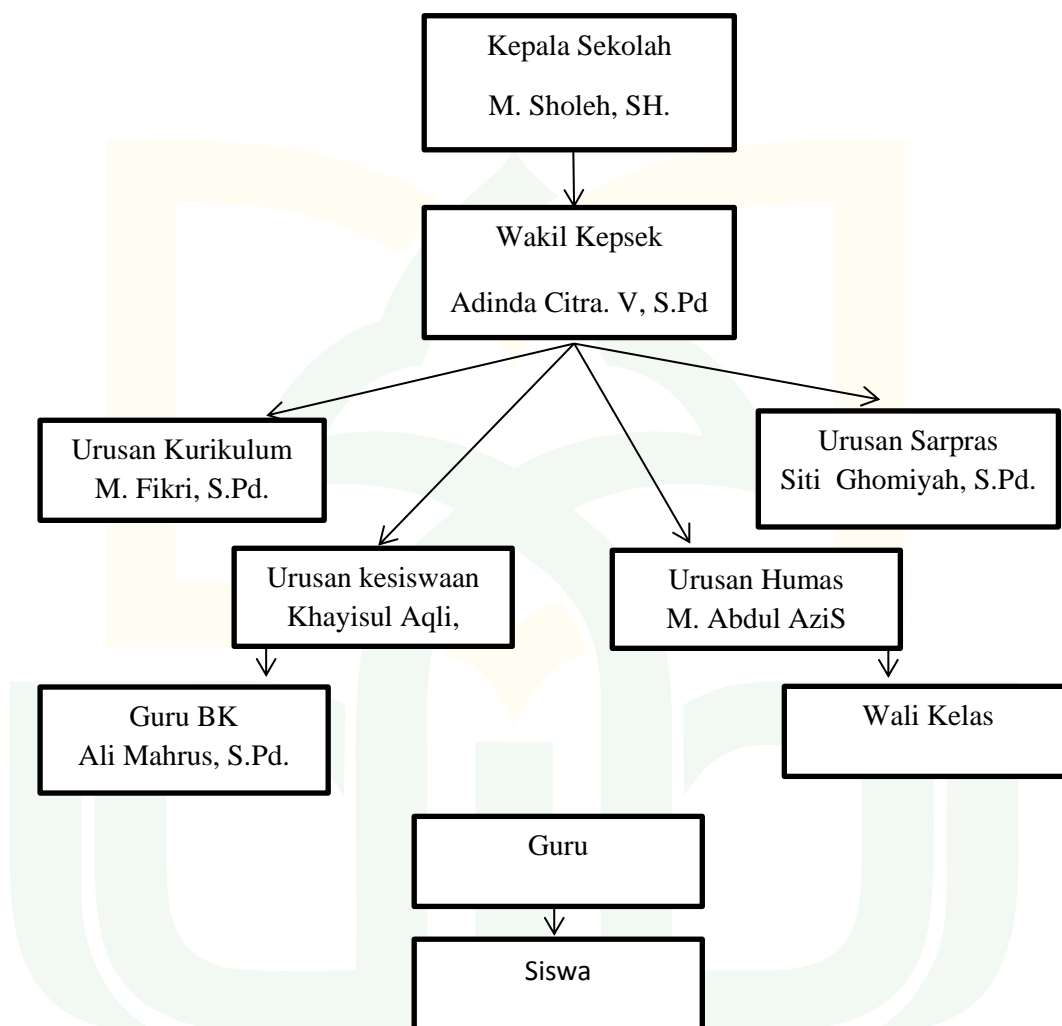 Kepala Sekolah
M. Sholeh, SH.
Wakil Kepsek
Adinda Citra. V, S.Pd
Urusan Kurikulum
M. Fikri, S.Pd.
Urusan Sarpras
Siti Ghomiyah, S.Pd.
Urusan kesiswaan
Khayisul Aqli,
Urusan Humas
M. Abdul AziS
Guru BK
Ali Mahrus, S.Pd.
Wali Kelas
Guru
Siswa